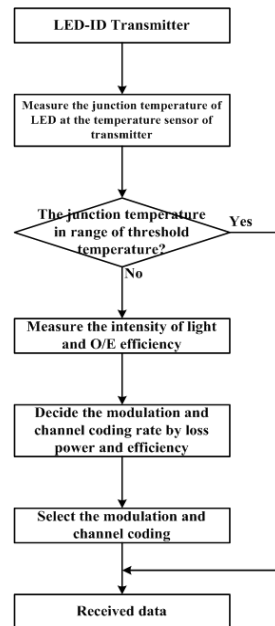 LED-ID Transmitter
Measure the junction temperature of
LED at the temperature sensor of
transmitter
The junction temperature
in range of threshold
temperature?
Yes
No
Measure the intensity of light
and O/E efficiency
Decide the modulation and
channel coding rate by loss
power and efficiency
Select the modulation and
channel coding
Received data